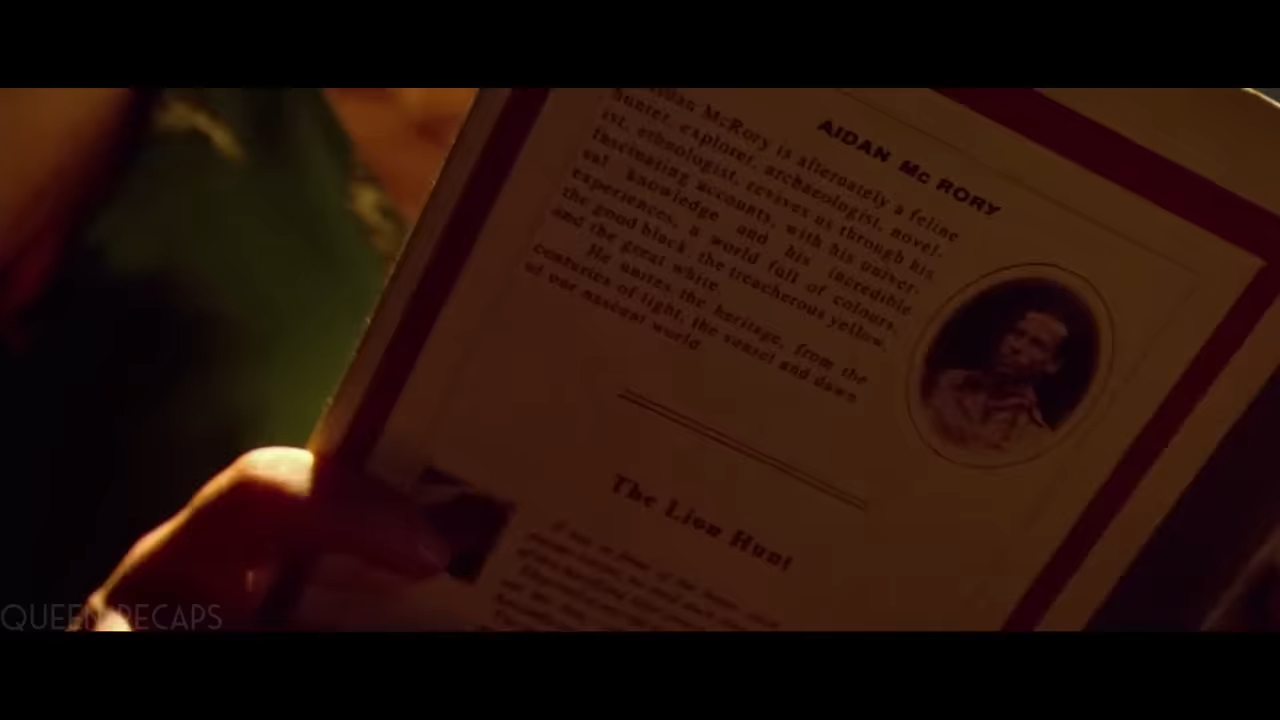 AIDAN Mc RORY
Aidan McRory is alternately a feline
hunter, explorer, archaeologist, novel-
ist, ethnologist, revives us through his
fascinating accounts, with his univer-
sal knowledge and his incredible
experiences, a world full of colours,
the good black, the treacherous yellow,
and the great white.
He unites the heritage, from the
centuries of light, the sunset and dawn
of our nascent world
The Lion Hunt
QUEEN RECAPS